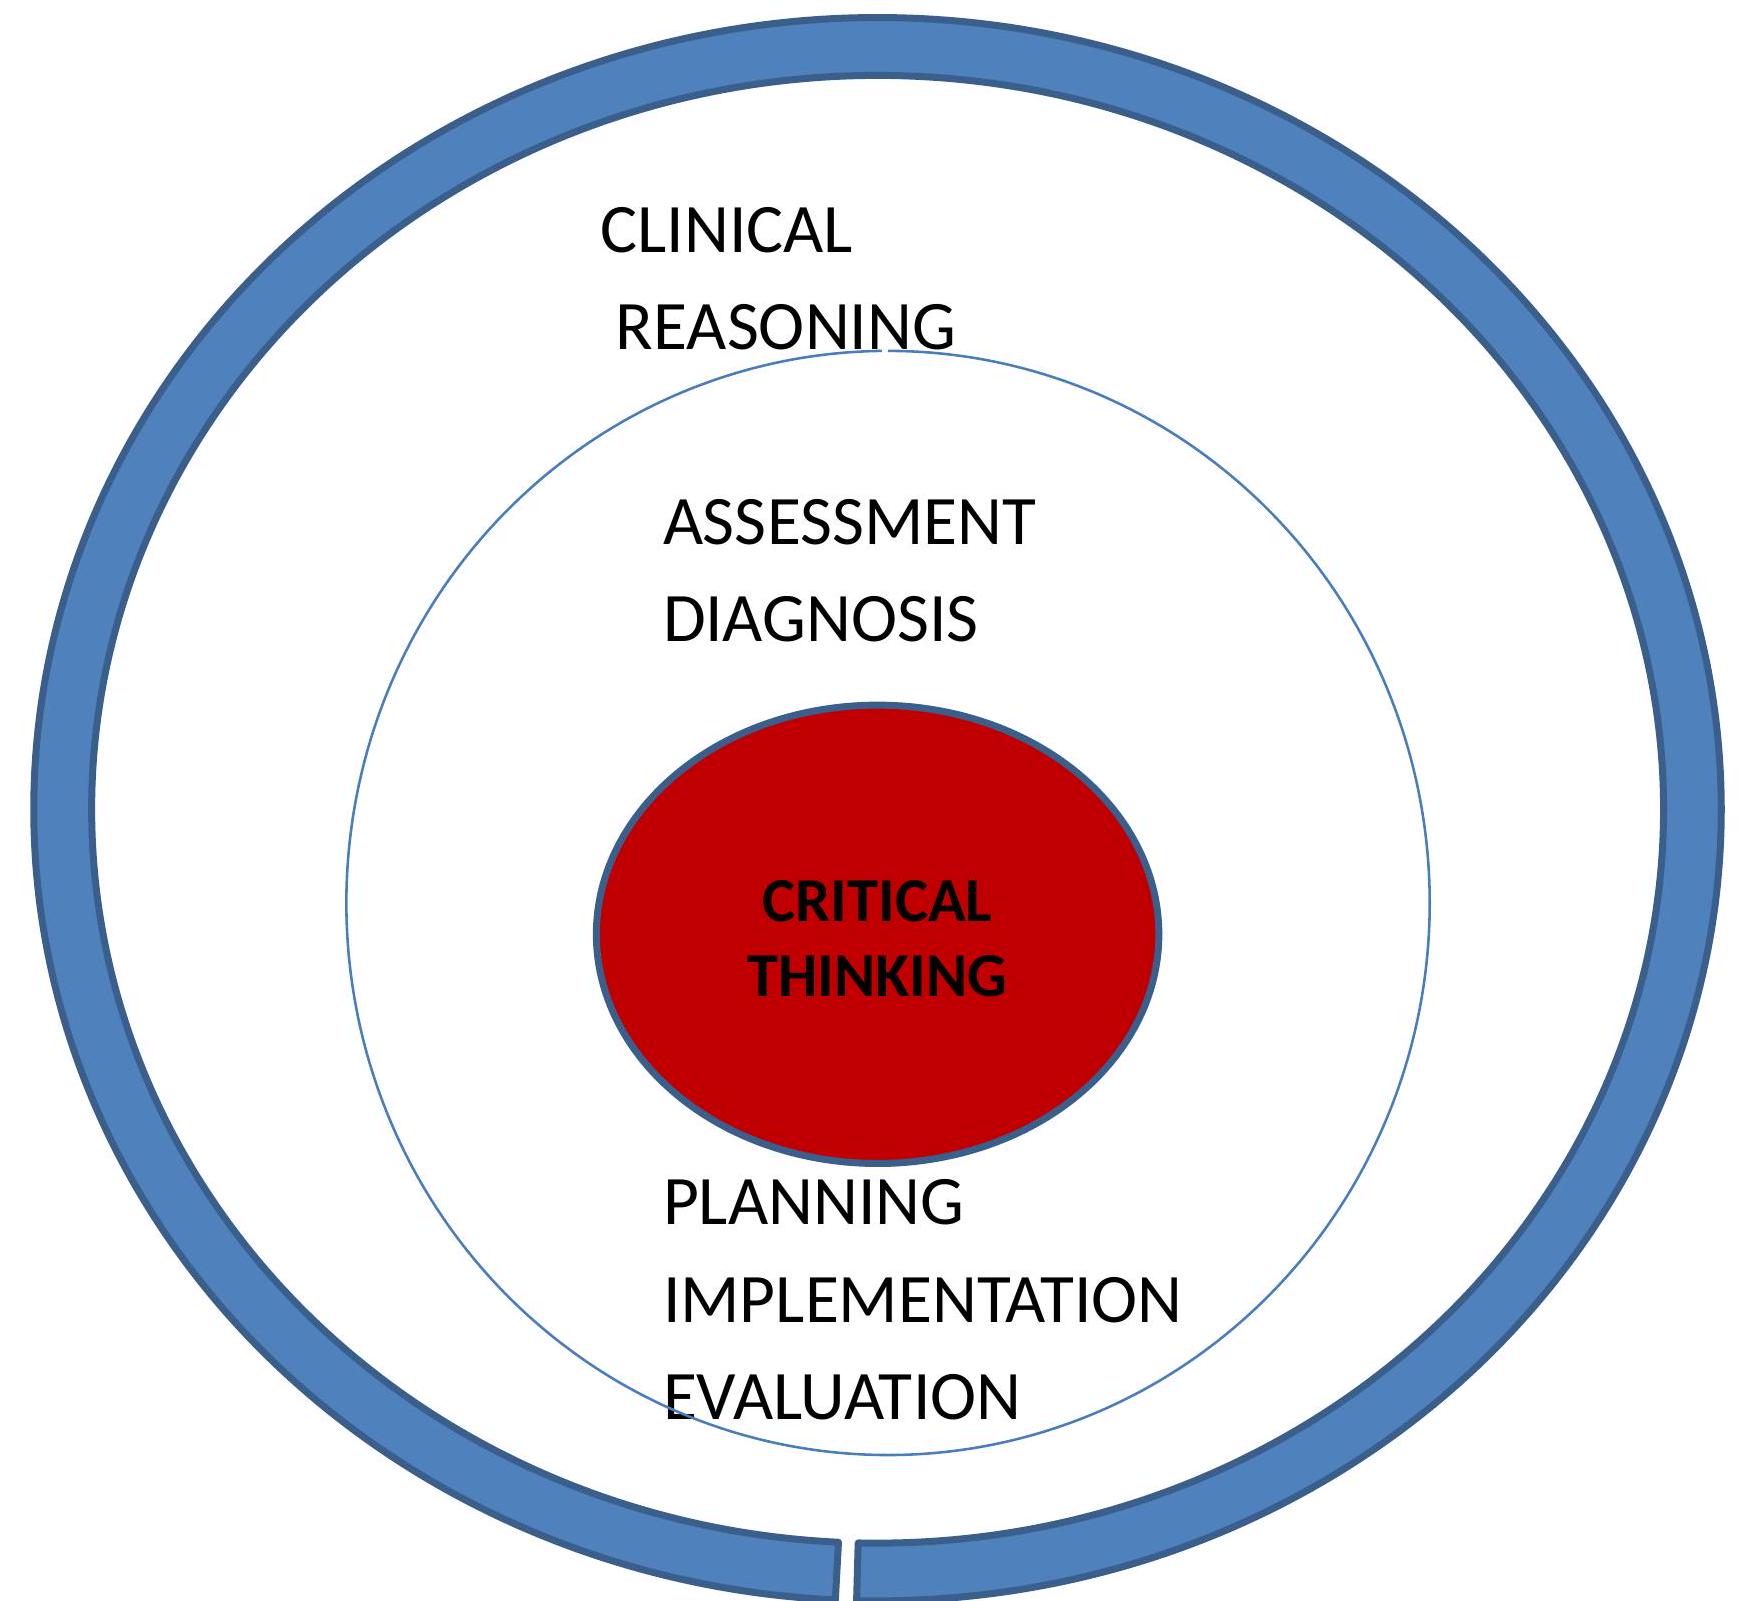 CLINICAL
REASONING
ASSESSMENT
DIAGNOSIS
CRITICAL
THINKING
PLANNING
IMPLEMENTATION
EVALUATION